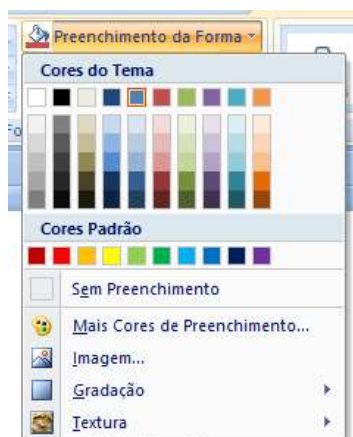 Preenchimento da Forma
Cores do Tema
Cores Padrão
Sem Preenchimento
Mais Cores de Preenchimento...
Imagem...
Gradação
Textura